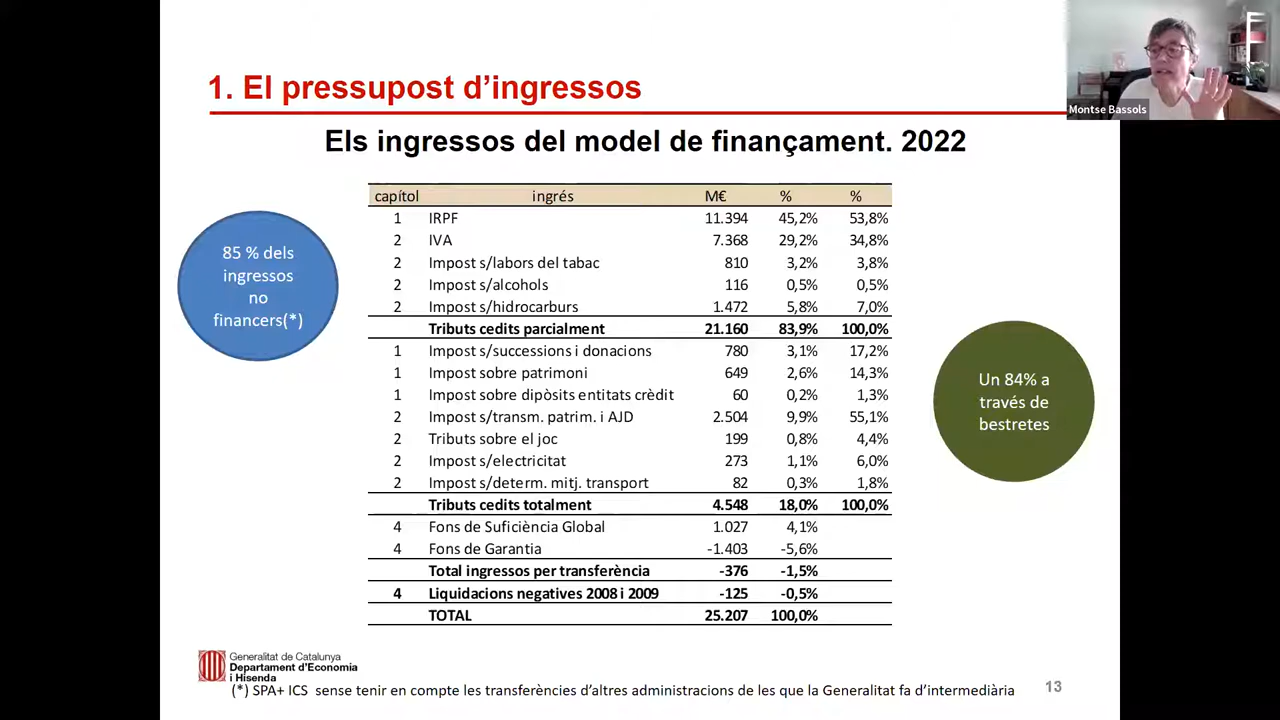 1. El pressupost d'ingressos
Montse Bassols
Els ingressos del model de finançament. 2022
85 % dels
ingressos
no
financers(*)
capítol ingrés M€ % %
1 IRPF 11.394 45,2% 53,8%
2 IVA 7.368 29,2% 34,8%
2 Impost s/labors del tabac 810 3,2% 3,8%
2 Impost s/alcohols 116 0,5% 0,5%
2 Impost s/hidrocarburs 1.472 5,8% 7,0%
Tributs cedits parcialment 21.160 83,9% 100,0%
1 Impost s/successions i donacions 780 3,1% 17,2%
1 Impost sobre patrimoni 649 2,6% 14,3%
1 Impost sobre dipòsits entitats crèdit 60 0,2% 1,3%
2 Impost s/transm. patrim. i AJD 2.504 9,9% 55,1%
2 Tributs sobre el joc 199 0,8% 4,4%
2 Impost s/electricitat 273 1,1% 6,0%
2 Impost s/determ. mitj. transport 82 0,3% 1,8%
Tributs cedits totalment 4.548 18,0% 100,0%
4 Fons de Suficiència Global 1.027 4,1%
4 Fons de Garantia -1.403 -5,6%
Total ingressos per transferència -376 -1,5%
4 Liquidacions negatives 2008 i 2009 -125 -0,5%
TOTAL 25.207 100,0%
Un 84% a
través de
bestretes
Generalitat de Catalunya
Departament d'Economia
i Hisenda
(*) SPA+ ICS sense tenir en compte les transferències d'altres administracions de les que la Generalitat fa d'intermediària
13